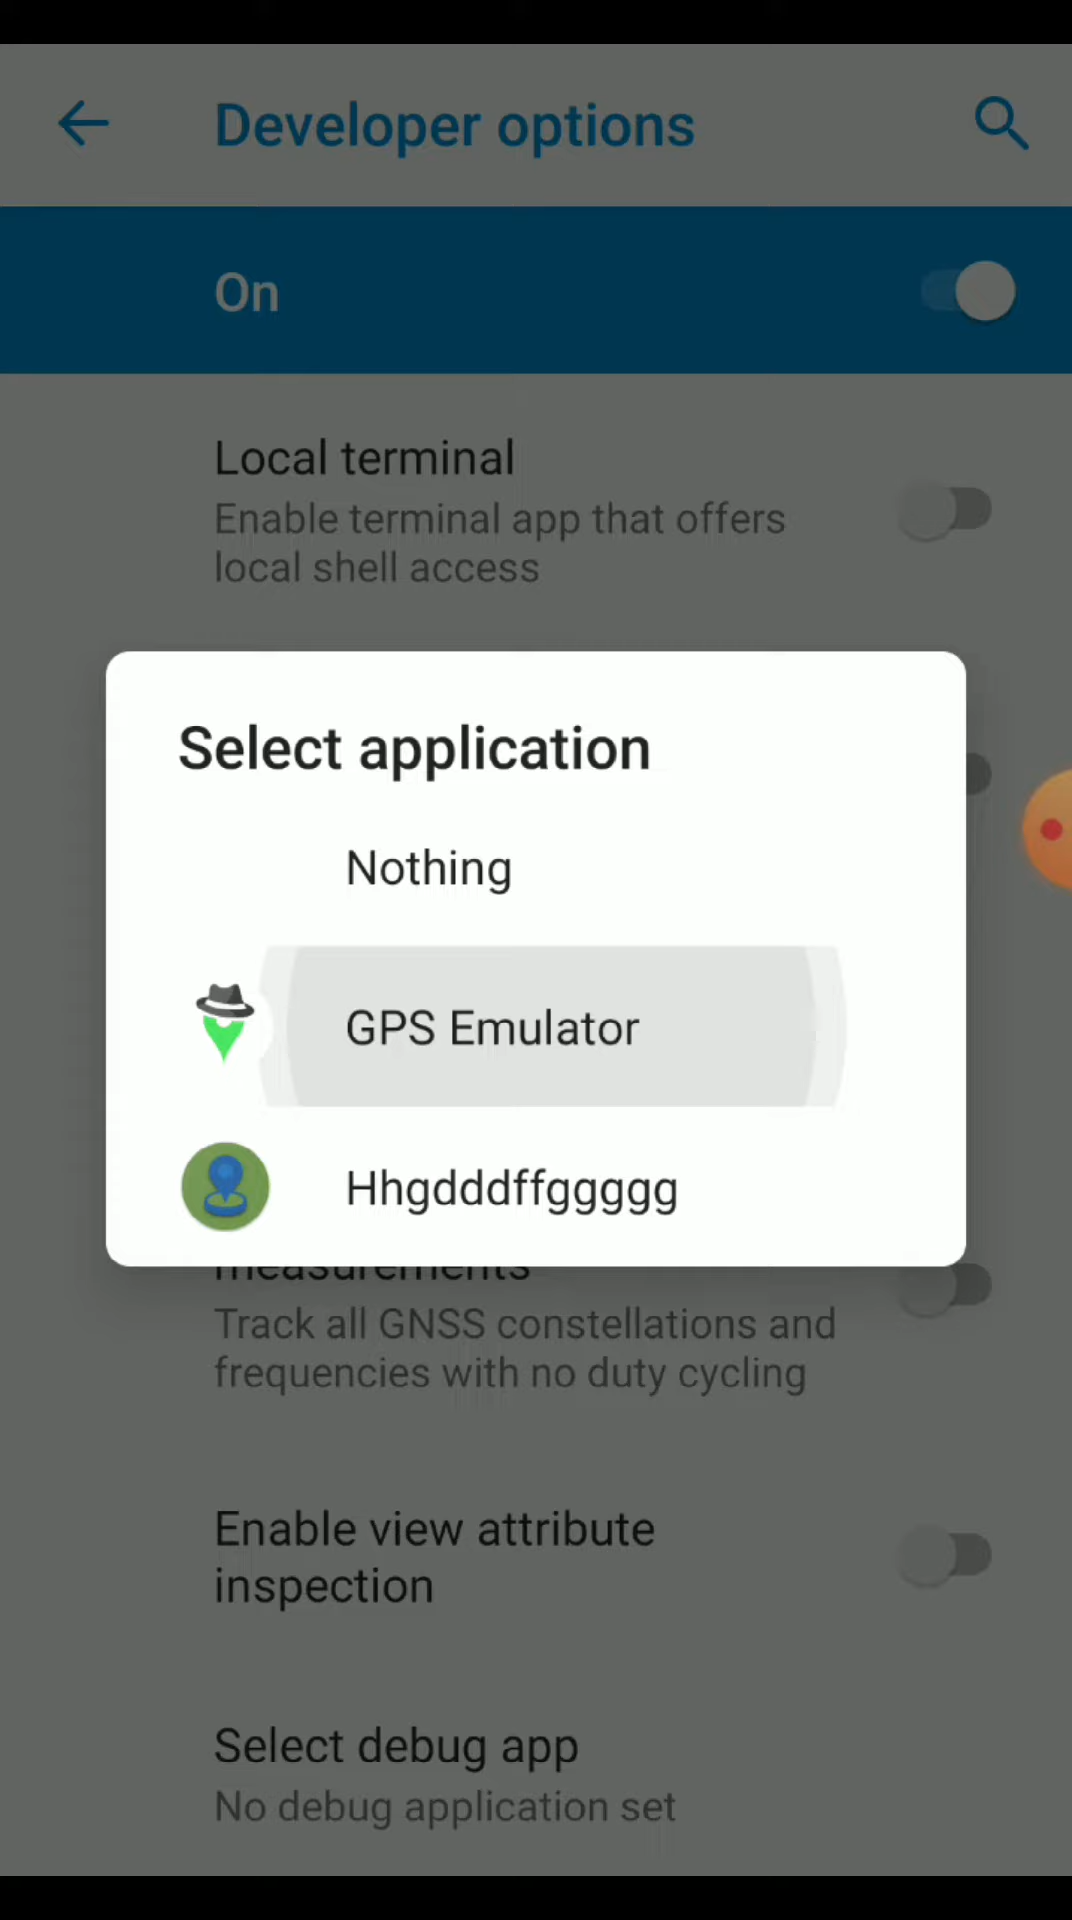 Developer options
On
Local terminal
Enable terminal app that offers
local shell access
Select application
Nothing
GPS Emulator
Hhgdddffggggg
measurements
Track all GNSS constellations and
frequencies with no duty cycling
Enable view attribute
inspection
Select debug app
No debug application set